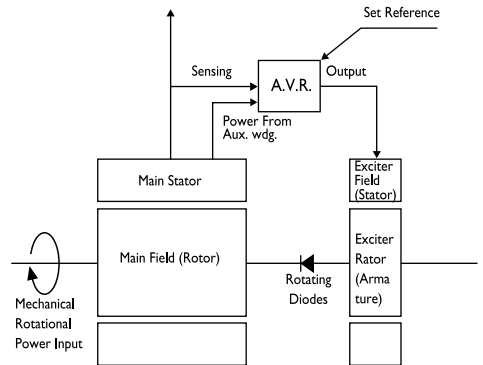 Set Reference
Sensing
A.V.R.
Output
Power From
Aux. wdg.
Main Stator
Exciter
Field
(Stator)
Main Field (Rotor)
Exciter
Rator
(Arma
ture)
Rotating
Diodes
Mechanical
Rotational
Power Input